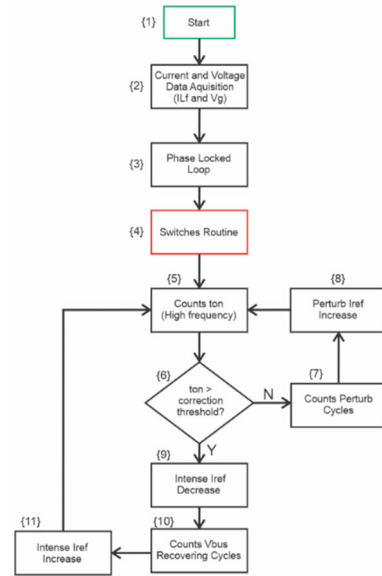 {1}
Start
{2}
Current and Voltage
Data Aquisition
(ILf and Vg)
{3}
Phase Locked
Loop
{4}
Switches Routine
{5}
Counts ton
(High frequency)
{8}
Perturb Iref
Increase
{6}
ton >
correction
threshold?
N
{7}
Counts Perturb
Cycles
Y
{9}
Intense Iref
Decrease
{10}
Counts Vbus
Recovering Cycles
{11}
Intense Iref
Increase